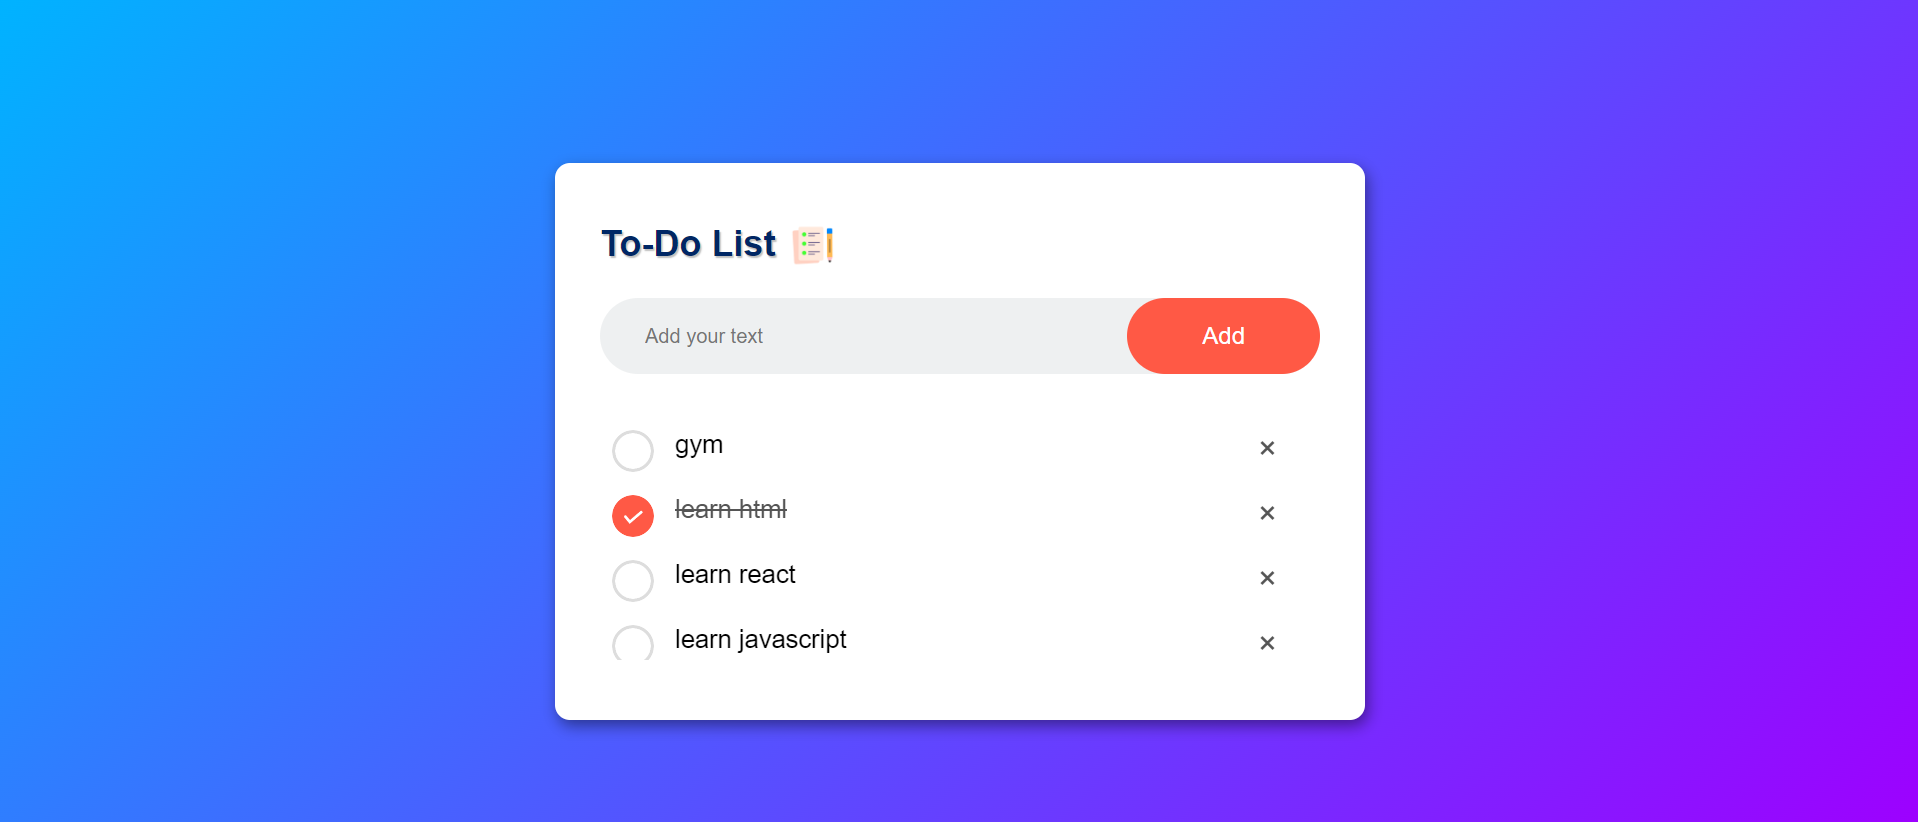 To-Do List
Add your text
Add
gym
learn html
learn react
learn javascript